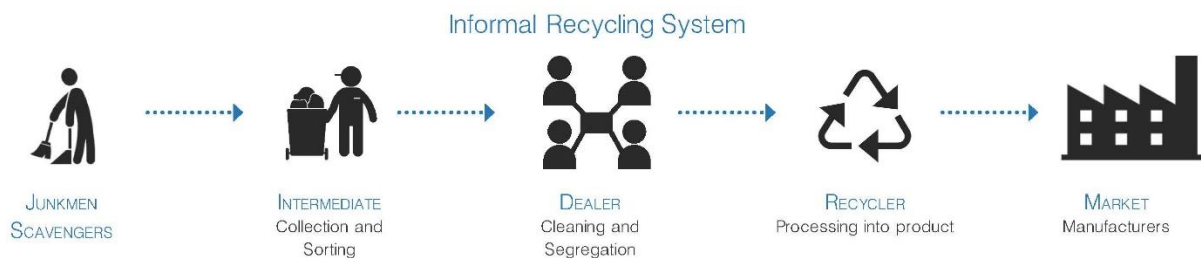 Informal Recycling System
JUNKMEN
SCAVENGERS
INTERMEDIATE
Collection and
Sorting
DEALER
Cleaning and
Segregation
RECYCLER
Processing into product
MARKET
Manufacturers